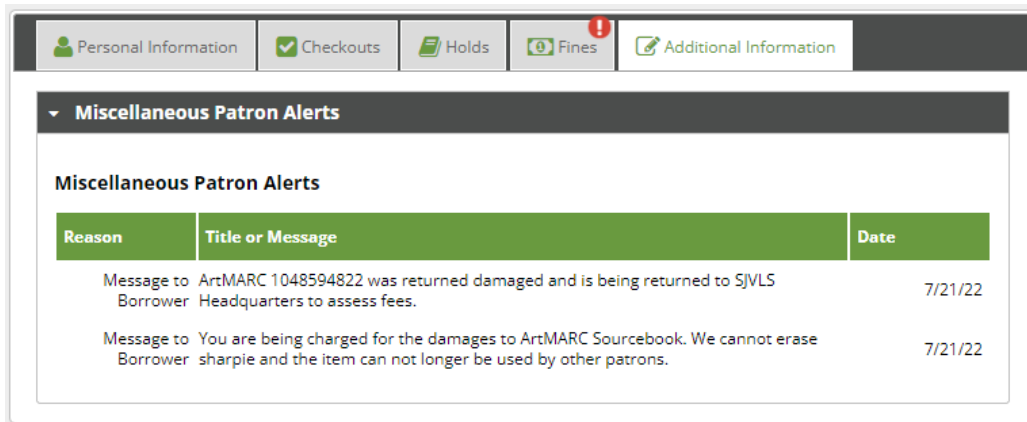 Personal Information Checkouts Holds Fines Additional Information
Miscellaneous Patron Alerts
Miscellaneous Patron Alerts
Reason Title or Message Date
Message to ArtMARC 1048594822 was returned damaged and is being returned to SJVLS
Borrower Headquarters to assess fees. 7/21/22
Message to You are being charged for the damages to ArtMARC Sourcebook. We cannot erase
Borrower sharpie and the item can not longer be used by other patrons. 7/21/22